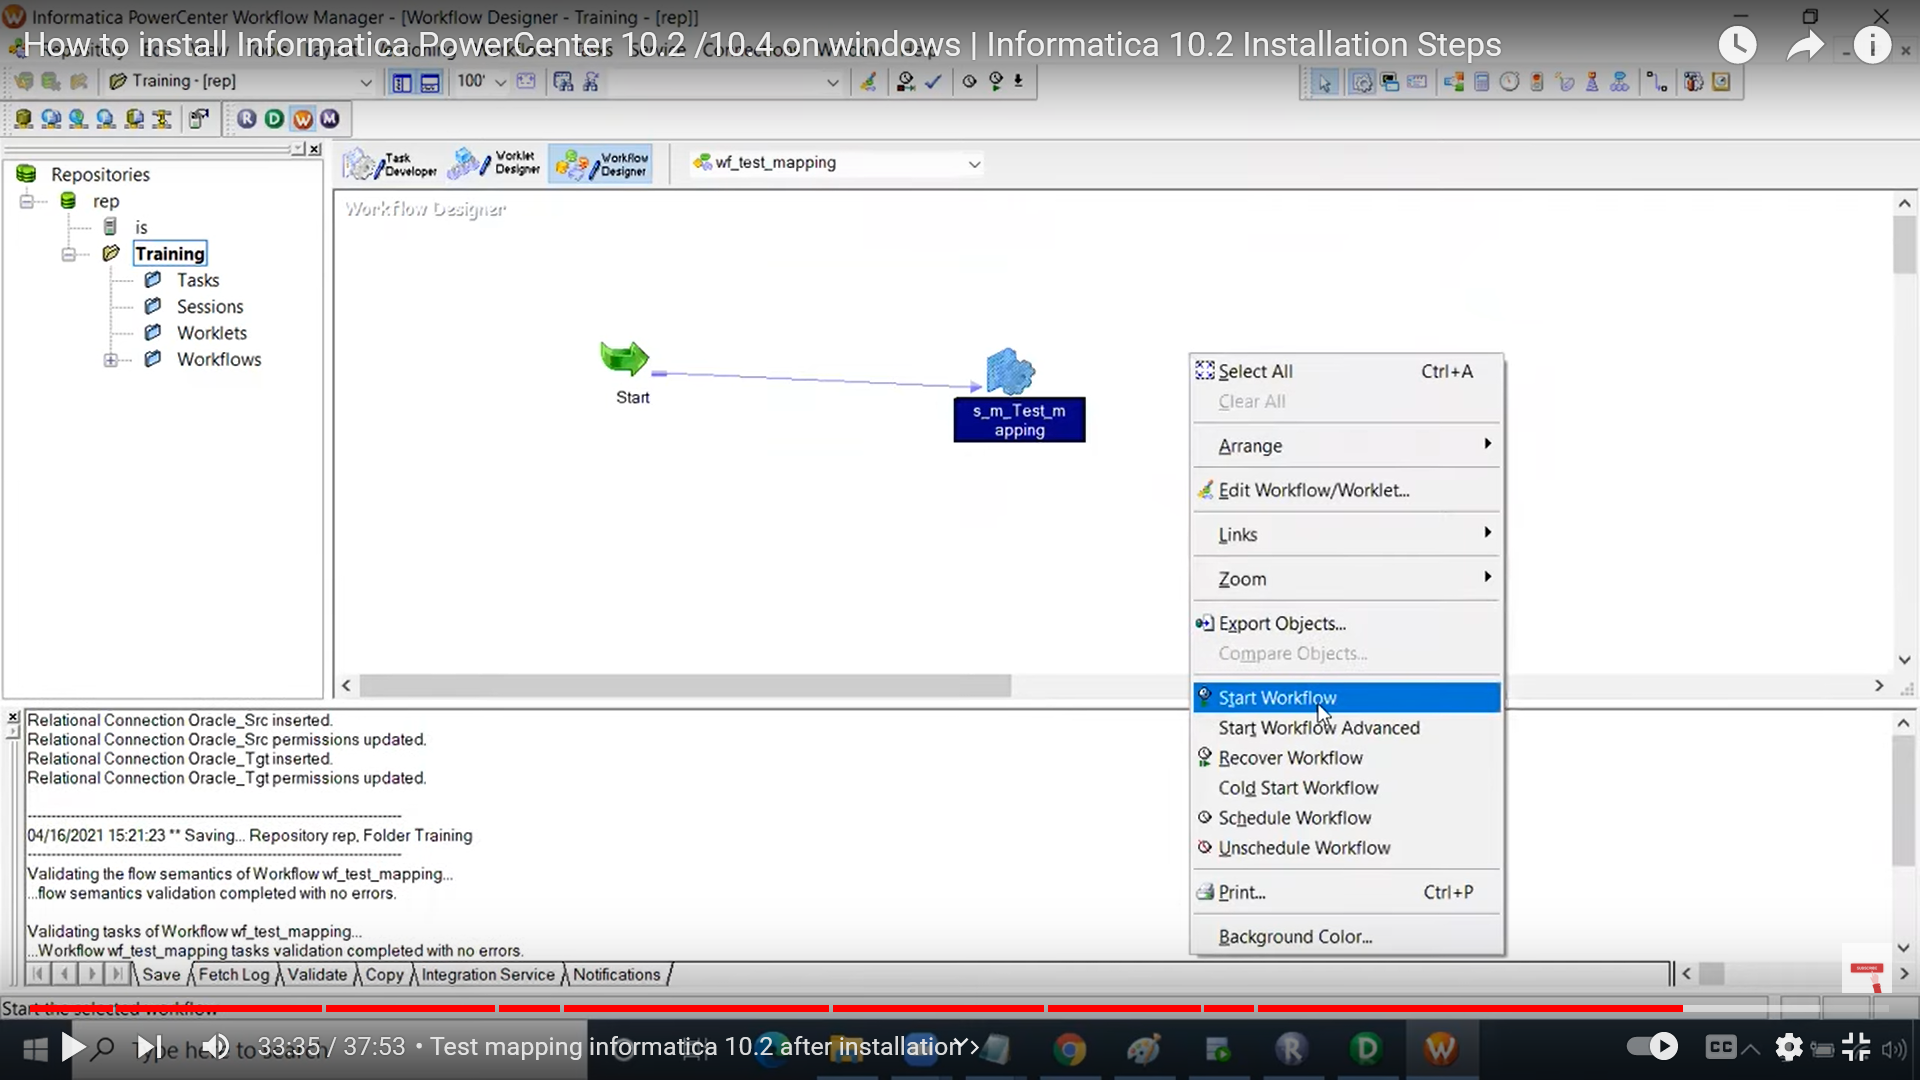 Informatica PowerCenter Workflow Manager - [Workflow Designer - Training - [rep]]
How to install Informatica PowerCenter 10.2 /10.4 on windows | Informatica 10.2 Installation Steps
Training - [rep]
100'
R D W M
Task Developer
Worklet Designer
Workflow Designer
wf_test_mapping
Repositories
rep
is
Training
Tasks
Sessions
Worklets
Workflows
Workflow Designer
Start
s_m_Test_m
apping
Select All Ctrl+A
Clear All
Arrange
Edit Workflow/Worklet...
Links
Zoom
Export Objects...
Compare Objects...
Start Workflow
Start Workflow Advanced
Recover Workflow
Cold Start Workflow
Schedule Workflow
Unschedule Workflow
Print... Ctrl+P
Background Color...
Relational Connection Oracle_Src inserted.
Relational Connection Oracle_Src permissions updated.
Relational Connection Oracle_Tgt inserted.
Relational Connection Oracle_Tgt permissions updated.
04/16/2021 15:21:23 ** Saving... Repository rep, Folder Training
Validating the flow semantics of Workflow wf_test_mapping...
...flow semantics validation completed with no errors.
Validating tasks of Workflow wf_test_mapping...
...Workflow wf_test_mapping tasks validation completed with no errors.
Save Fetch Log Validate Copy Integration Service Notifications
Start the selected workflow
Type here to search
33:35 / 37:53 • Test mapping informatica 10.2 after installation
CC
R D W